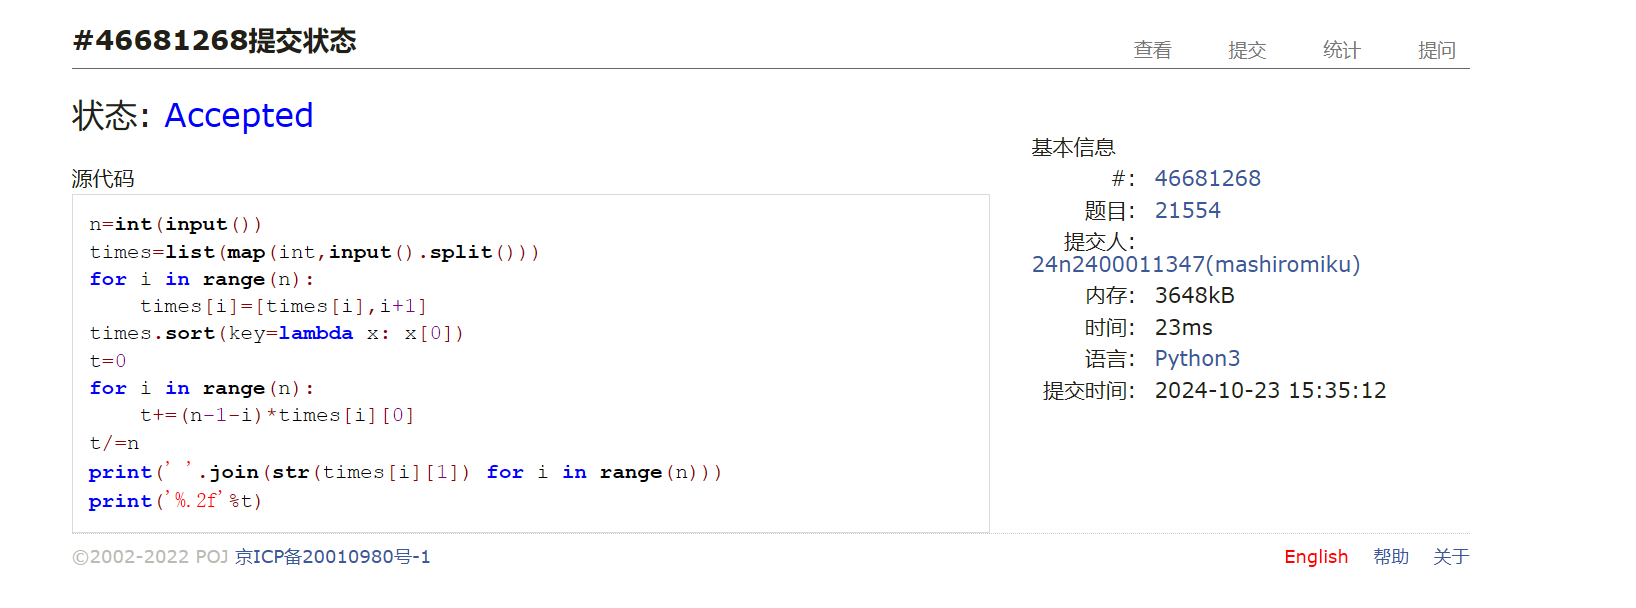 #46681268提交状态
查看 提交 统计 提问
状态: Accepted
源代码
n=int(input())
times=list(map(int,input().split()))
for i in range(n):
    times[i]=[times[i],i+1]
times.sort(key=lambda x: x[0])
t=0
for i in range(n):
    t+=(n-1-i)*times[i][0]
t/=n
print(' '.join(str(times[i][1]) for i in range(n)))
print('%.2f'%t)
基本信息
#: 46681268
题目: 21554
提交人:
24n2400011347(mashiromiku)
内存: 3648kB
时间: 23ms
语言: Python3
提交时间: 2024-10-23 15:35:12
©2002-2022 POJ 京ICP备20010980号-1
English 帮助 关于